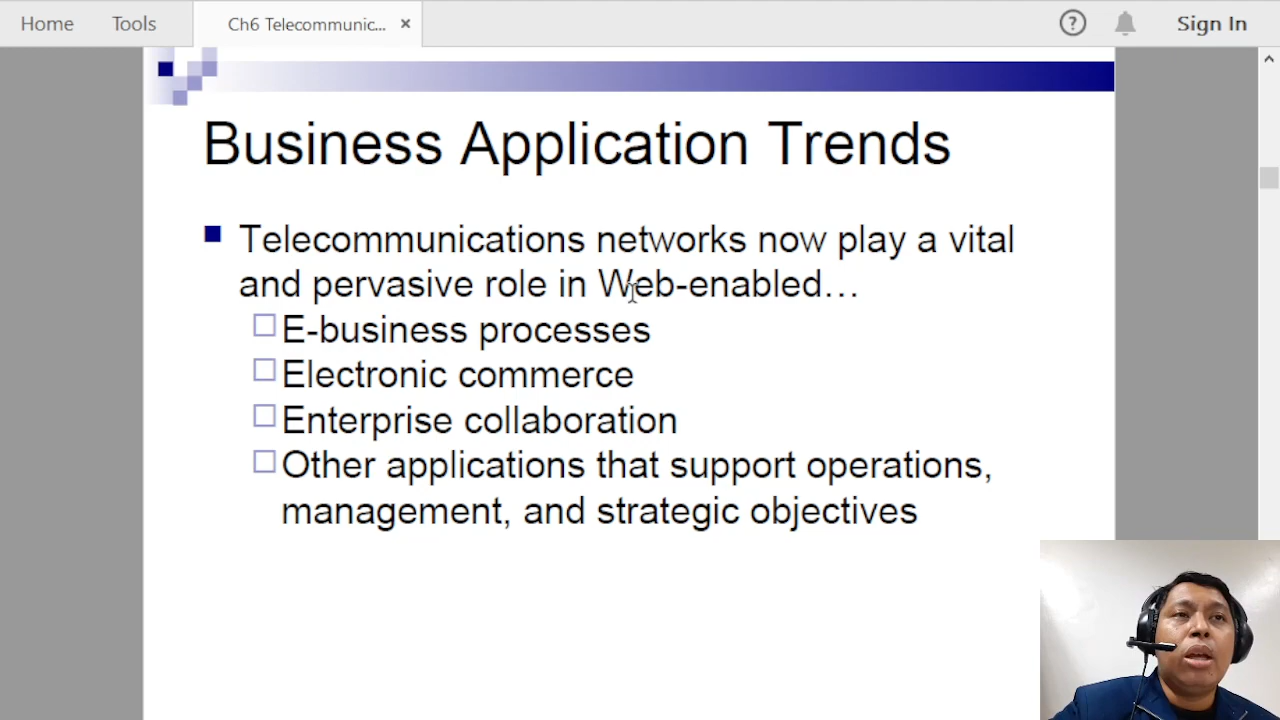 Home Tools Ch6 Telecommunic... × ? Sign In
Business Application Trends
Telecommunications networks now play a vital
and pervasive role in Web-enabled…
E-business processes
Electronic commerce
Enterprise collaboration
Other applications that support operations,
management, and strategic objectives